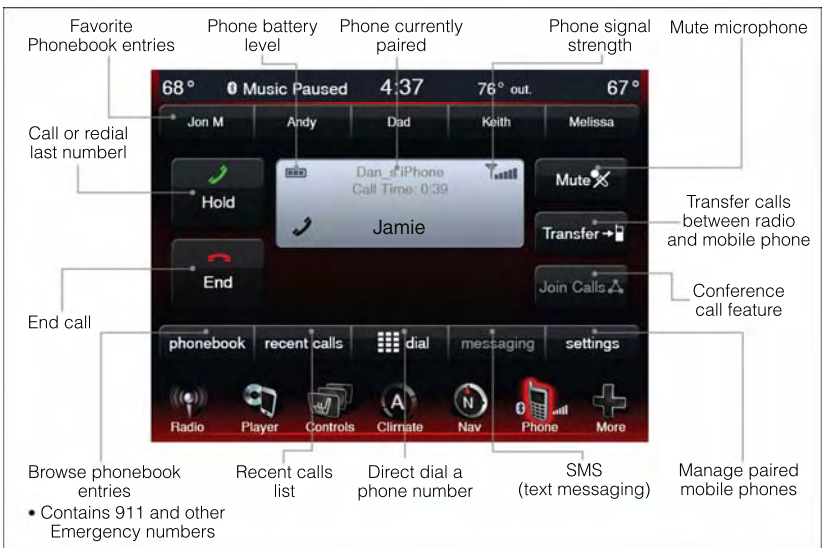 Favorite
Phonebook entries
Phone battery
level
Phone currently
paired
Phone signal
strength
Mute microphone
68° Music Paused 4:37 76° out. 67°
Jon M Andy Dad Keith Melissa
Call or redial
last numberl
Hold
Dan_s iPhone
Call Time: 0:39
Jamie
Mute
Transfer
Transfer calls
between radio
and mobile phone
End
Join Calls
Conference
call feature
End call
phonebook recent calls dial messaging settings
A N
Radio Player Controls Climate Nav Phone More
Browse phonebook
entries
• Contains 911 and other
Emergency numbers
Recent calls
list
Direct dial a
phone number
SMS
(text messaging)
Manage paired
mobile phones